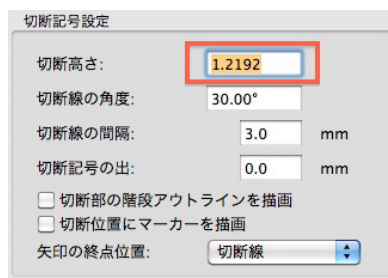 切断記号設定
切断高さ: 1.2192
切断線の角度: 30.00°
切断線の間隔: 3.0 mm
切断記号の出: 0.0 mm
切断部の階段アウトラインを描画
切断位置にマーカーを描画
矢印の終点位置: 切断線